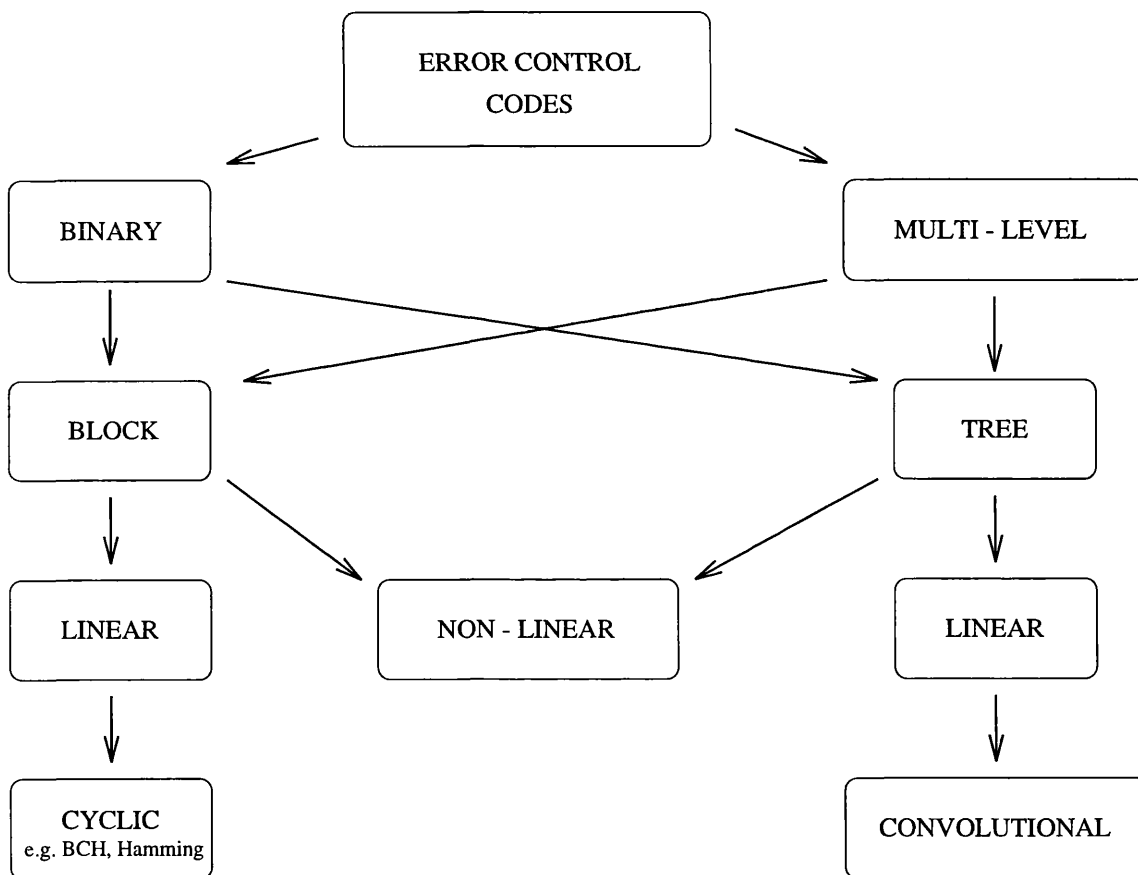 ERROR CONTROL
CODES
BINARY
MULTI - LEVEL
BLOCK
TREE
LINEAR
NON - LINEAR
LINEAR
CYCLIC
e.g. BCH, Hamming
CONVOLUTIONAL